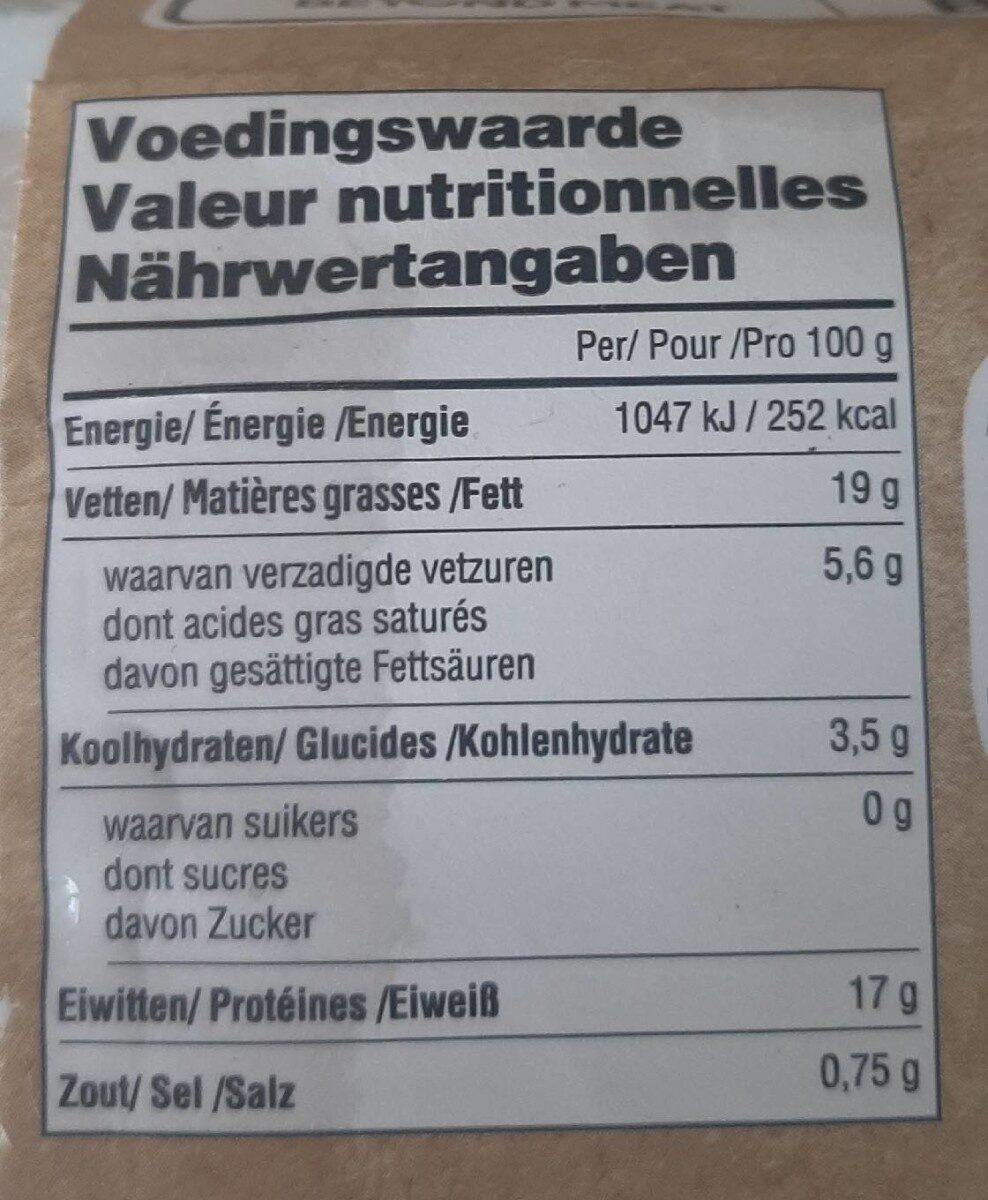 BEYOND MEAT
Voedingswaarde
Valeur nutritionnelles
Nährwertangaben
Per/ Pour /Pro 100 g
Energie/ Énergie /Energie 1047 kJ / 252 kcal
Vetten/ Matières grasses /Fett 19 g
waarvan verzadigde vetzuren 5,6 g
dont acides gras saturés
davon gesättigte Fettsäuren
Koolhydraten/ Glucides /Kohlenhydrate 3,5 g
waarvan suikers 0 g
dont sucres
davon Zucker
Eiwitten/ Protéines /Eiweiß 17 g
Zout/ Sel /Salz 0,75 g